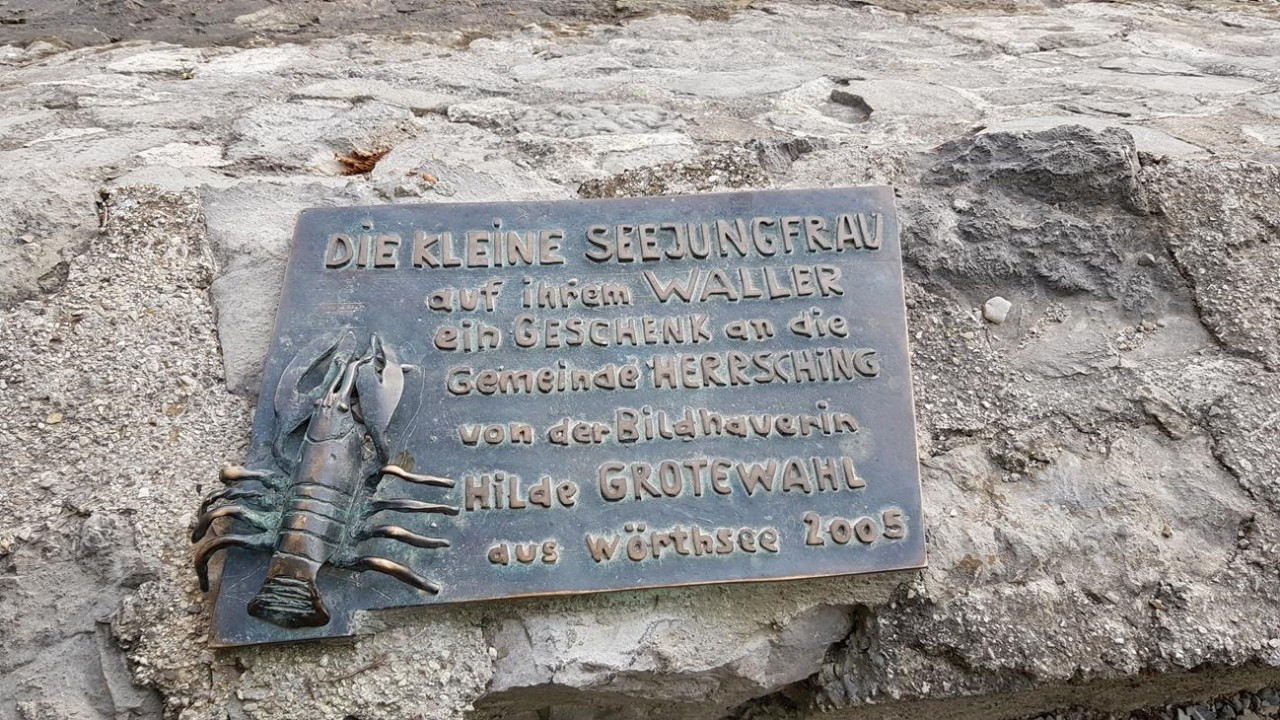 DIE KLEINE SEEJUNGFRAU
auf ihrem WALLER
ein GESCHENK an die
Gemeinde HERRSCHING
von der Bildhauerin
Hilde GROTEWAHL
aus Wörthsee 2005